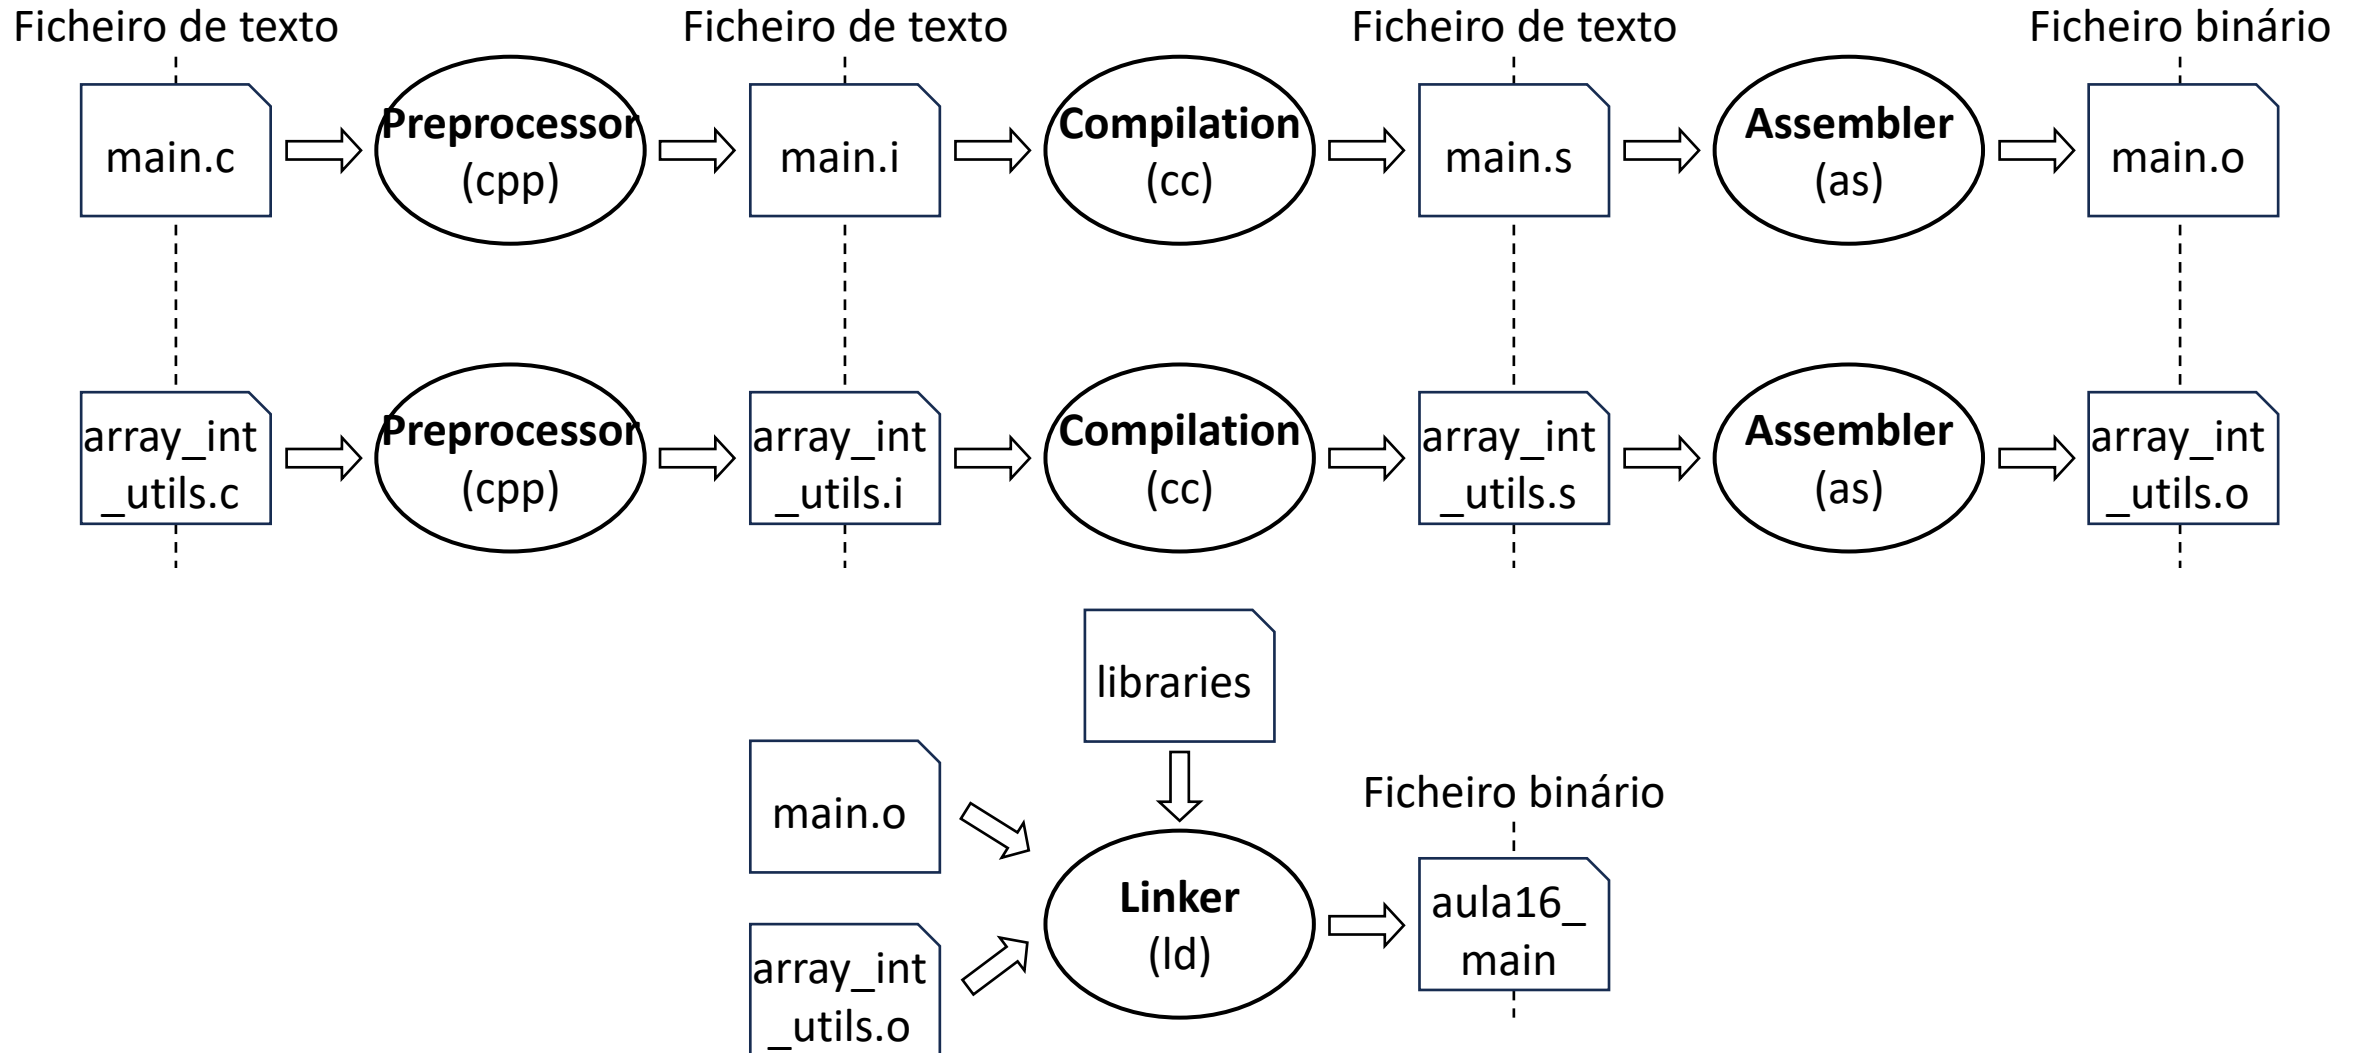 Ficheiro de texto
Ficheiro de texto
Ficheiro de texto
Ficheiro binário
main.c
Preprocessor
(cpp)
main.i
Compilation
(cc)
main.s
Assembler
(as)
main.o
array_int
_utils.c
Preprocessor
(cpp)
array_int
_utils.i
Compilation
(cc)
array_int
_utils.s
Assembler
(as)
array_int
_utils.o
libraries
main.o
array_int
_utils.o
Linker
(ld)
Ficheiro binário
aula16_
main